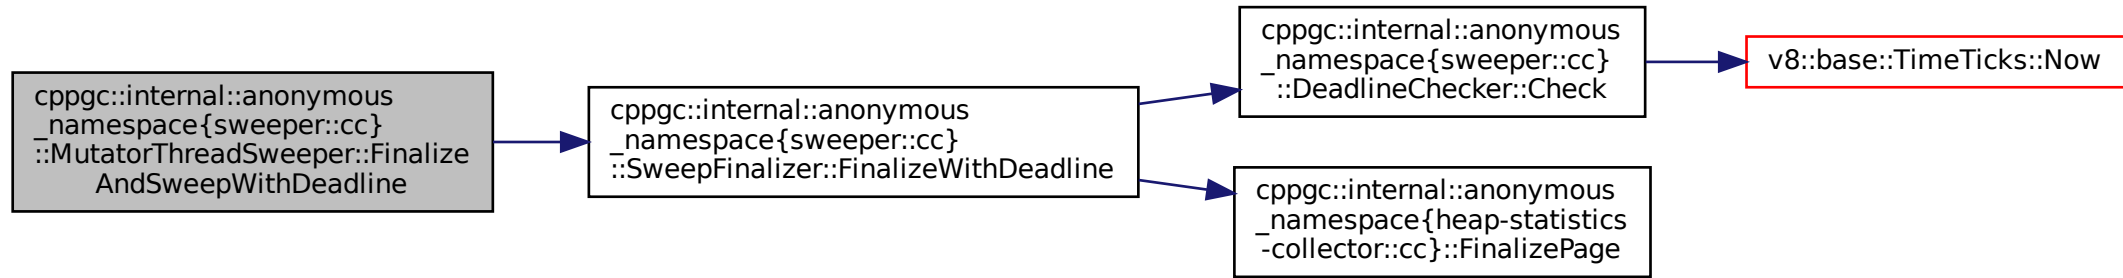 cppgc::internal::anonymous
_namespace{sweeper::cc}
::MutatorThreadSweeper::Finalize
AndSweepWithDeadline
cppgc::internal::anonymous
_namespace{sweeper::cc}
::SweepFinalizer::FinalizeWithDeadline
cppgc::internal::anonymous
_namespace{sweeper::cc}
::DeadlineChecker::Check
v8::base::TimeTicks::Now
cppgc::internal::anonymous
_namespace{heap-statistics
-collector::cc}::FinalizePage